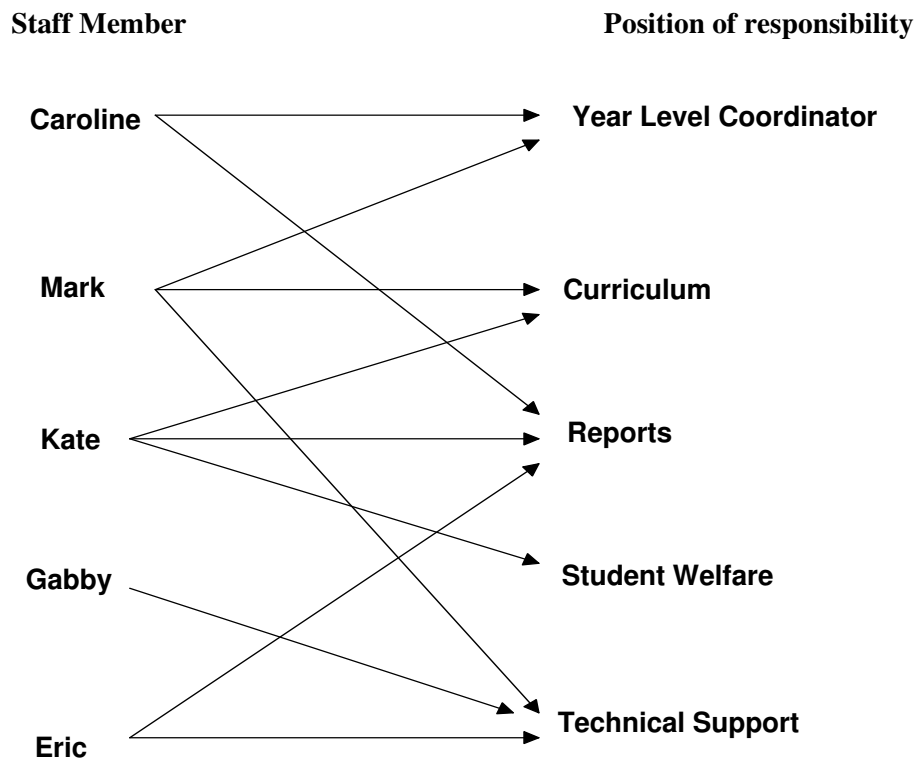 Staff Member Position of responsibility
Caroline Year Level Coordinator
Mark Curriculum
Kate Reports
Gabby Student Welfare
Eric Technical Support